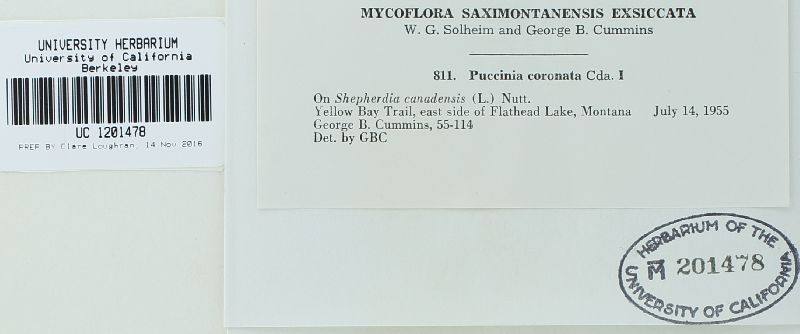 UNIVERSITY HERBARIUM
University of California
Berkeley
UC 1201478
PREP BY Clare Loughran, 14 Nov 2016
MYCOFLORA SAXIMONTANENSIS EXSICCATA
W. G. Solheim and George B. Cummins
811. Puccinia coronata Cda. I
On Shepherdia canadensis (L.) Nutt.
Yellow Bay Trail, east side of Flathead Lake, Montana July 14, 1955
George B. Cummins, 55-114
Det. by GBC
HERBARIUM OF THE
M 201478
UNIVERSITY OF CALIFORNIA